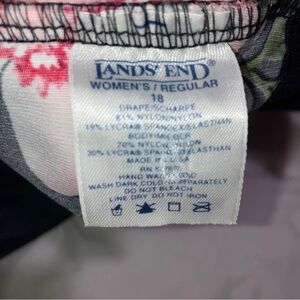 LANDS' END®
WOMEN'S / REGULAR
18
DRAPE/SCHARPE
81% NYLON/NYLON
19% LYCRA® SPANDEX/ELASTHAN
BODYLINER
70% NYLON/NYLON
30% LYCRA® SPANDEX/ELASTHAN
MADE IN U.S.A
RN
HAND WASH COLD
WASH DARK COLORS SEPARATELY
DO NOT BLEACH
LINE DRY DO NOT IRON